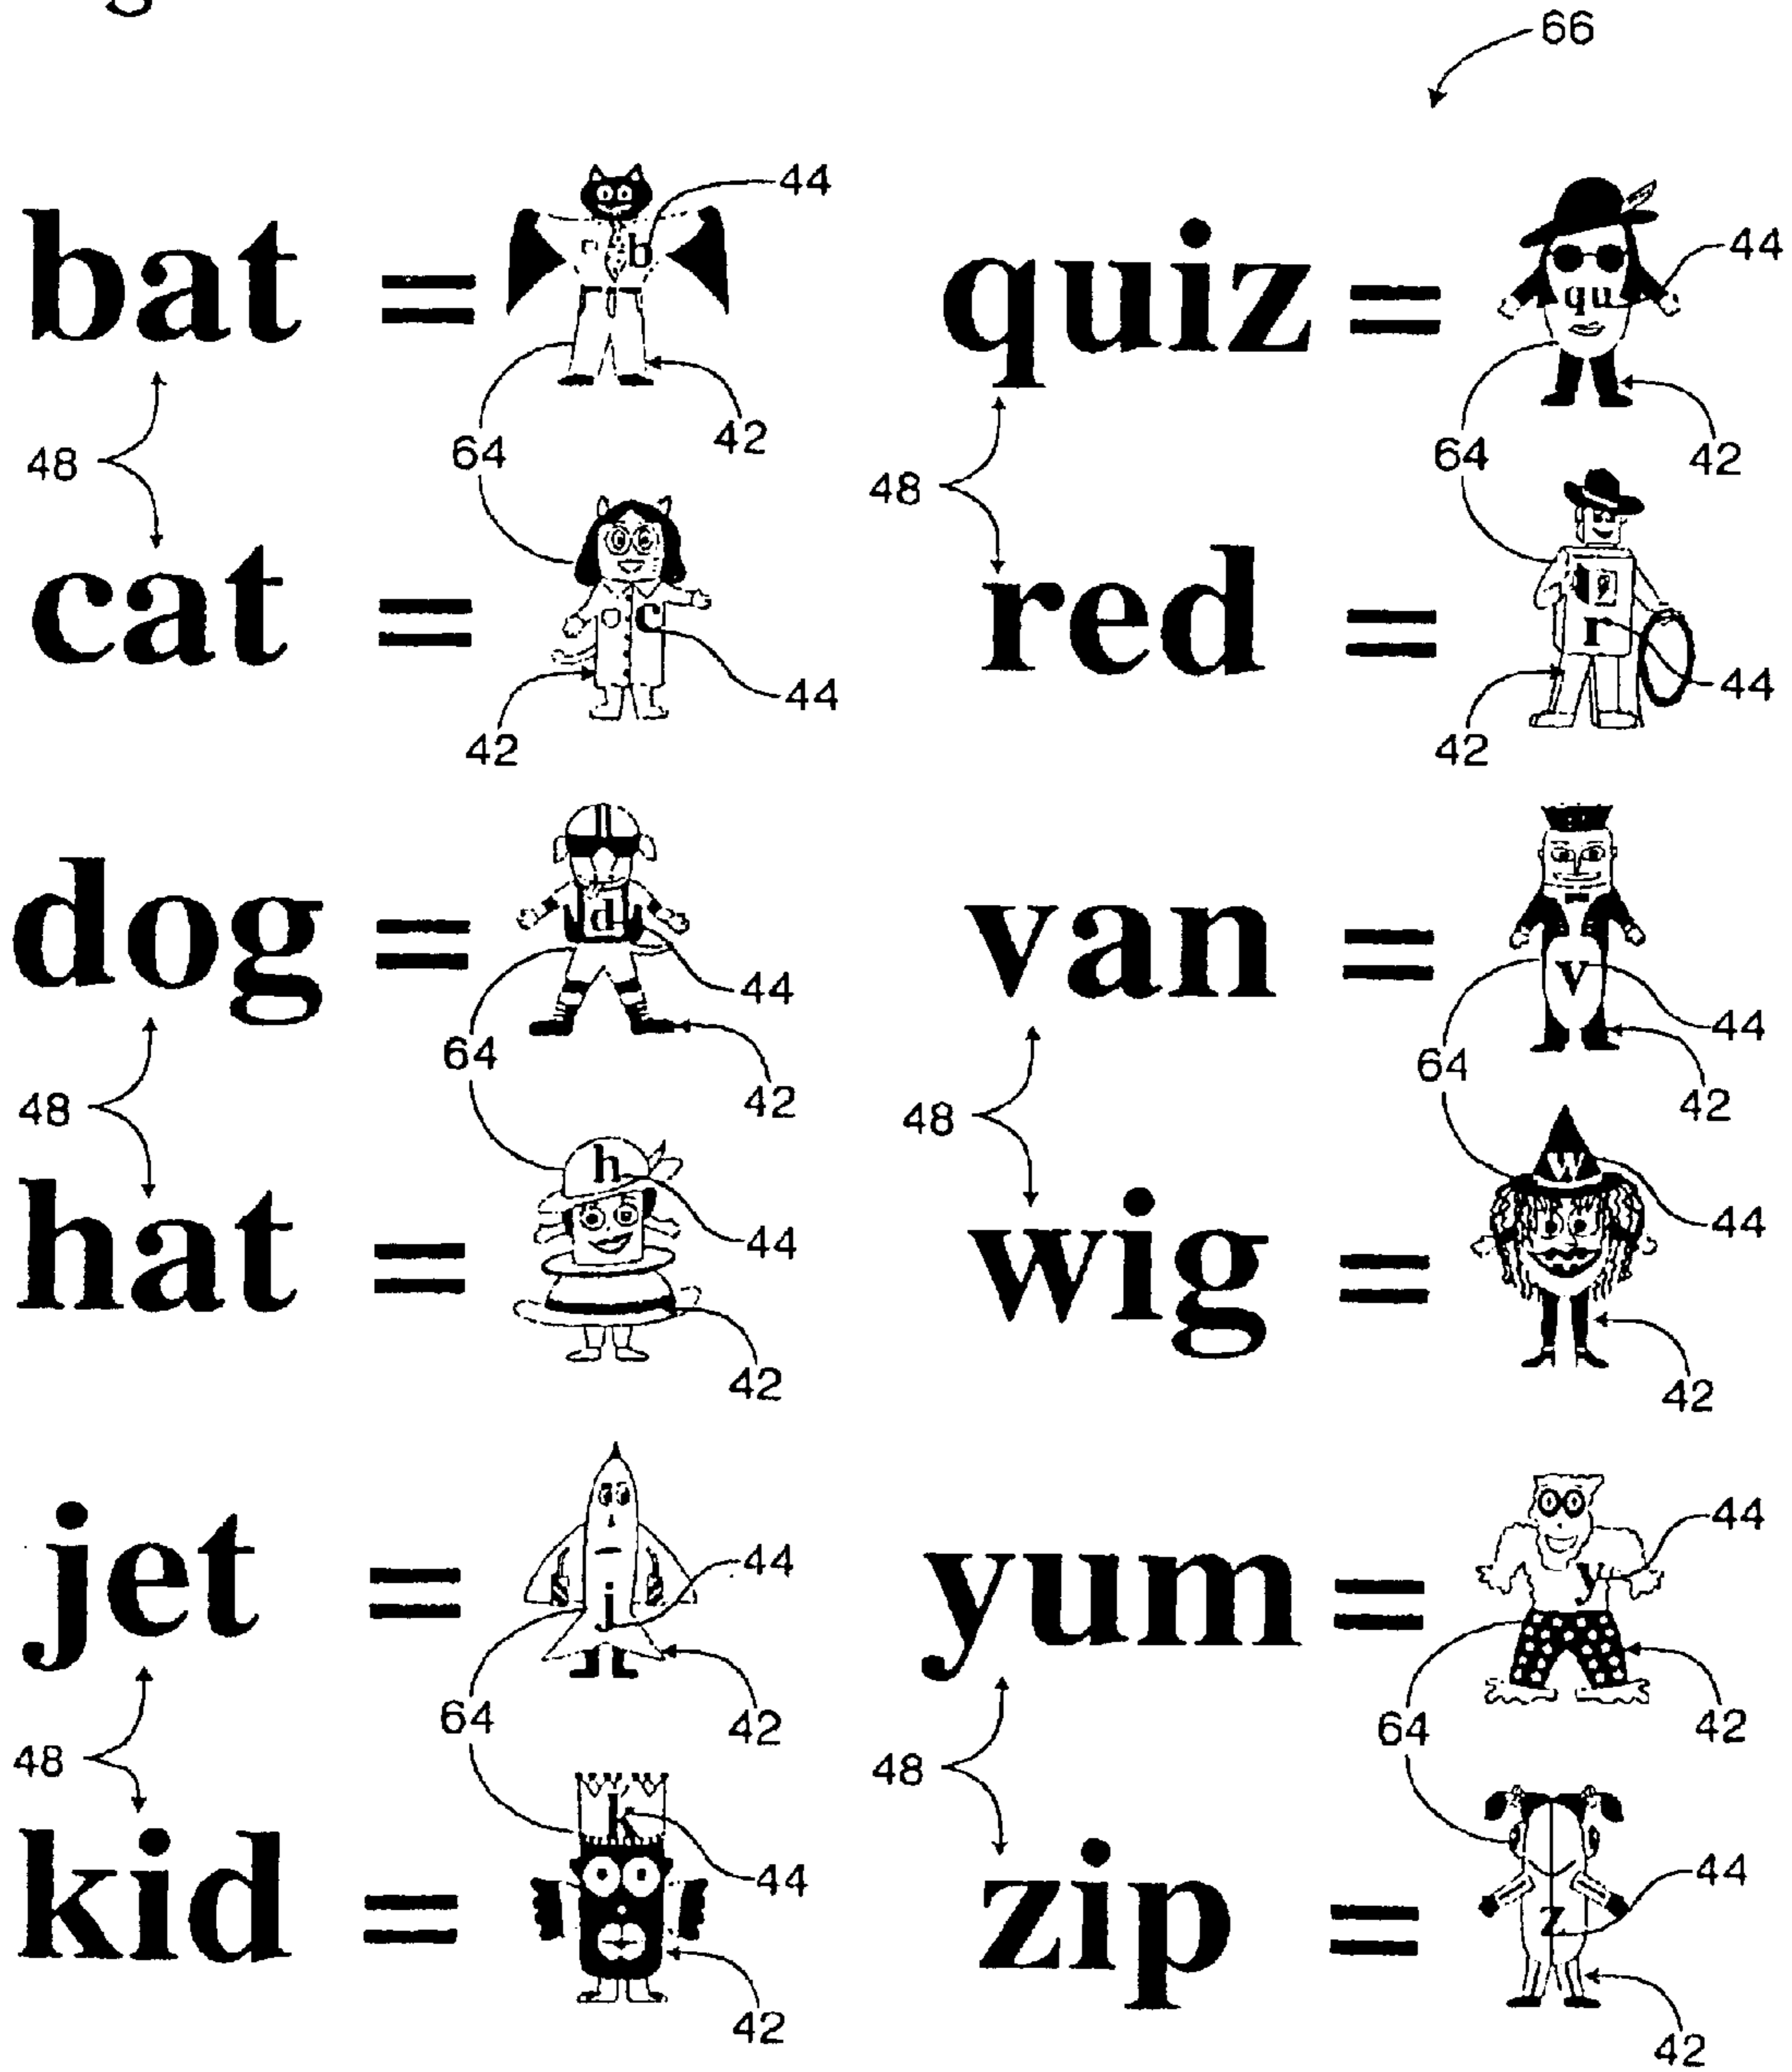 66
bat = b 44
64 42
48
cat = c 44
42
dog = d 44
64 42
48
hat = h 44
42
jet = j 44
64 42
48
kid = k 44
42
quiz = qu 44
64 42
48
red = r 44
42
van = v 44
64 42
48
wig = w 44
42
yum = y 44
64 42
48
zip = z 44
42